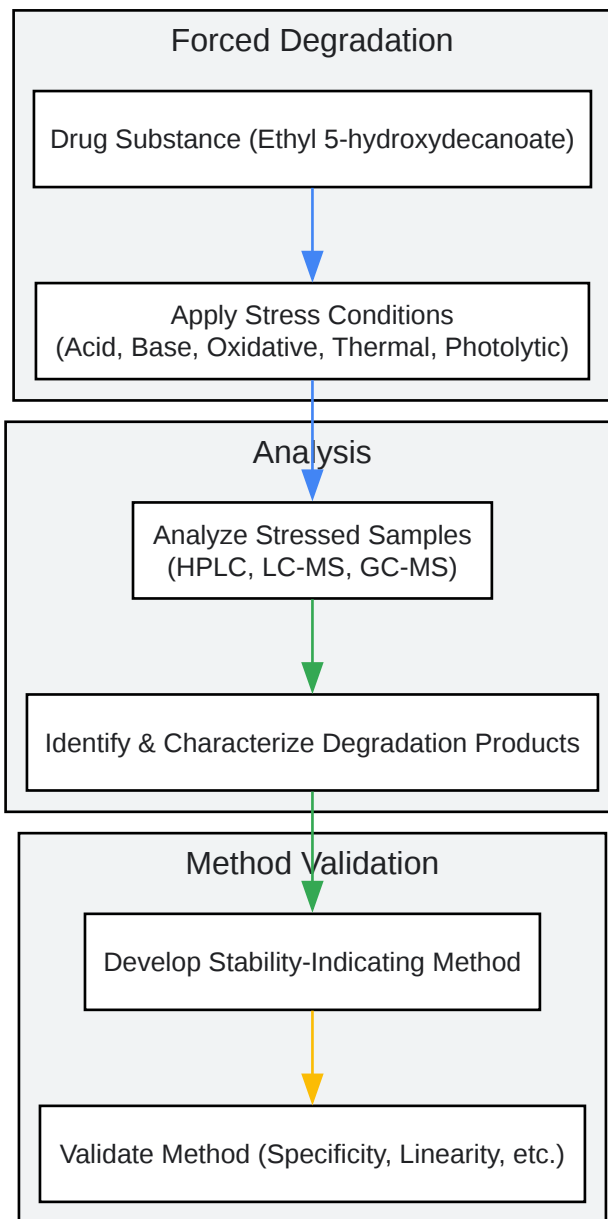 Forced Degradation
Drug Substance (Ethyl 5-hydroxydecanoate)
Apply Stress Conditions
(Acid, Base, Oxidative, Thermal, Photolytic)
Analysis
Analyze Stressed Samples
(HPLC, LC-MS, GC-MS)
Identify & Characterize Degradation Products
Method Validation
Develop Stability-Indicating Method
Validate Method (Specificity, Linearity, etc.)